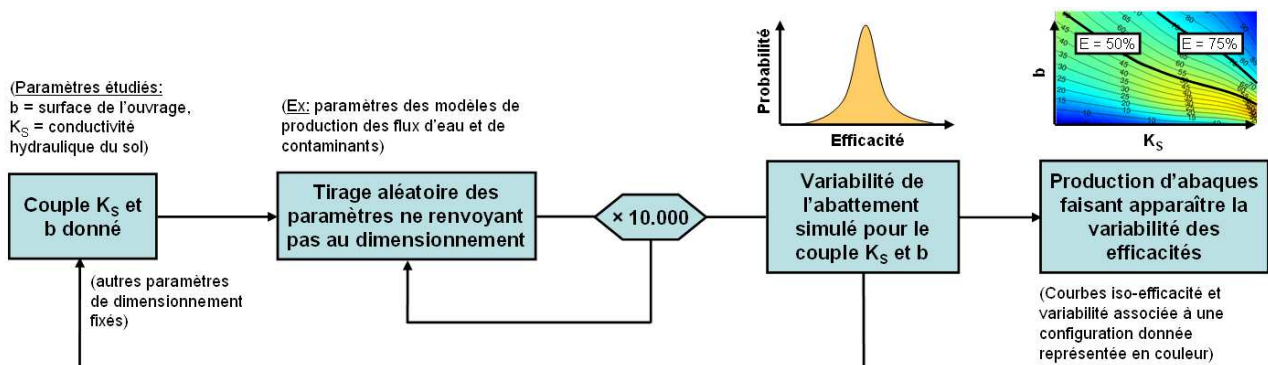 (Paramètres étudiés:
b = surface de l'ouvrage,
KS = conductivité
hydraulique du sol)
Couple KS et
b donné
(autres paramètres
de dimensionnement
fixés)
(Ex: paramètres des modèles de
production des flux d'eau et de
contaminants)
Tirage aléatoire des
paramètres ne renvoyant
pas au dimensionnement
× 10.000
Probabilité
Efficacité
Variabilité de
l'abattement
simulé pour le
couple KS et b
b
E = 50%
E = 75%
KS
Production d'abaques
faisant apparaître la
variabilité des
efficacités
(Courbes iso-efficacité et
variabilité associée à une
configuration donnée
représentée en couleur)